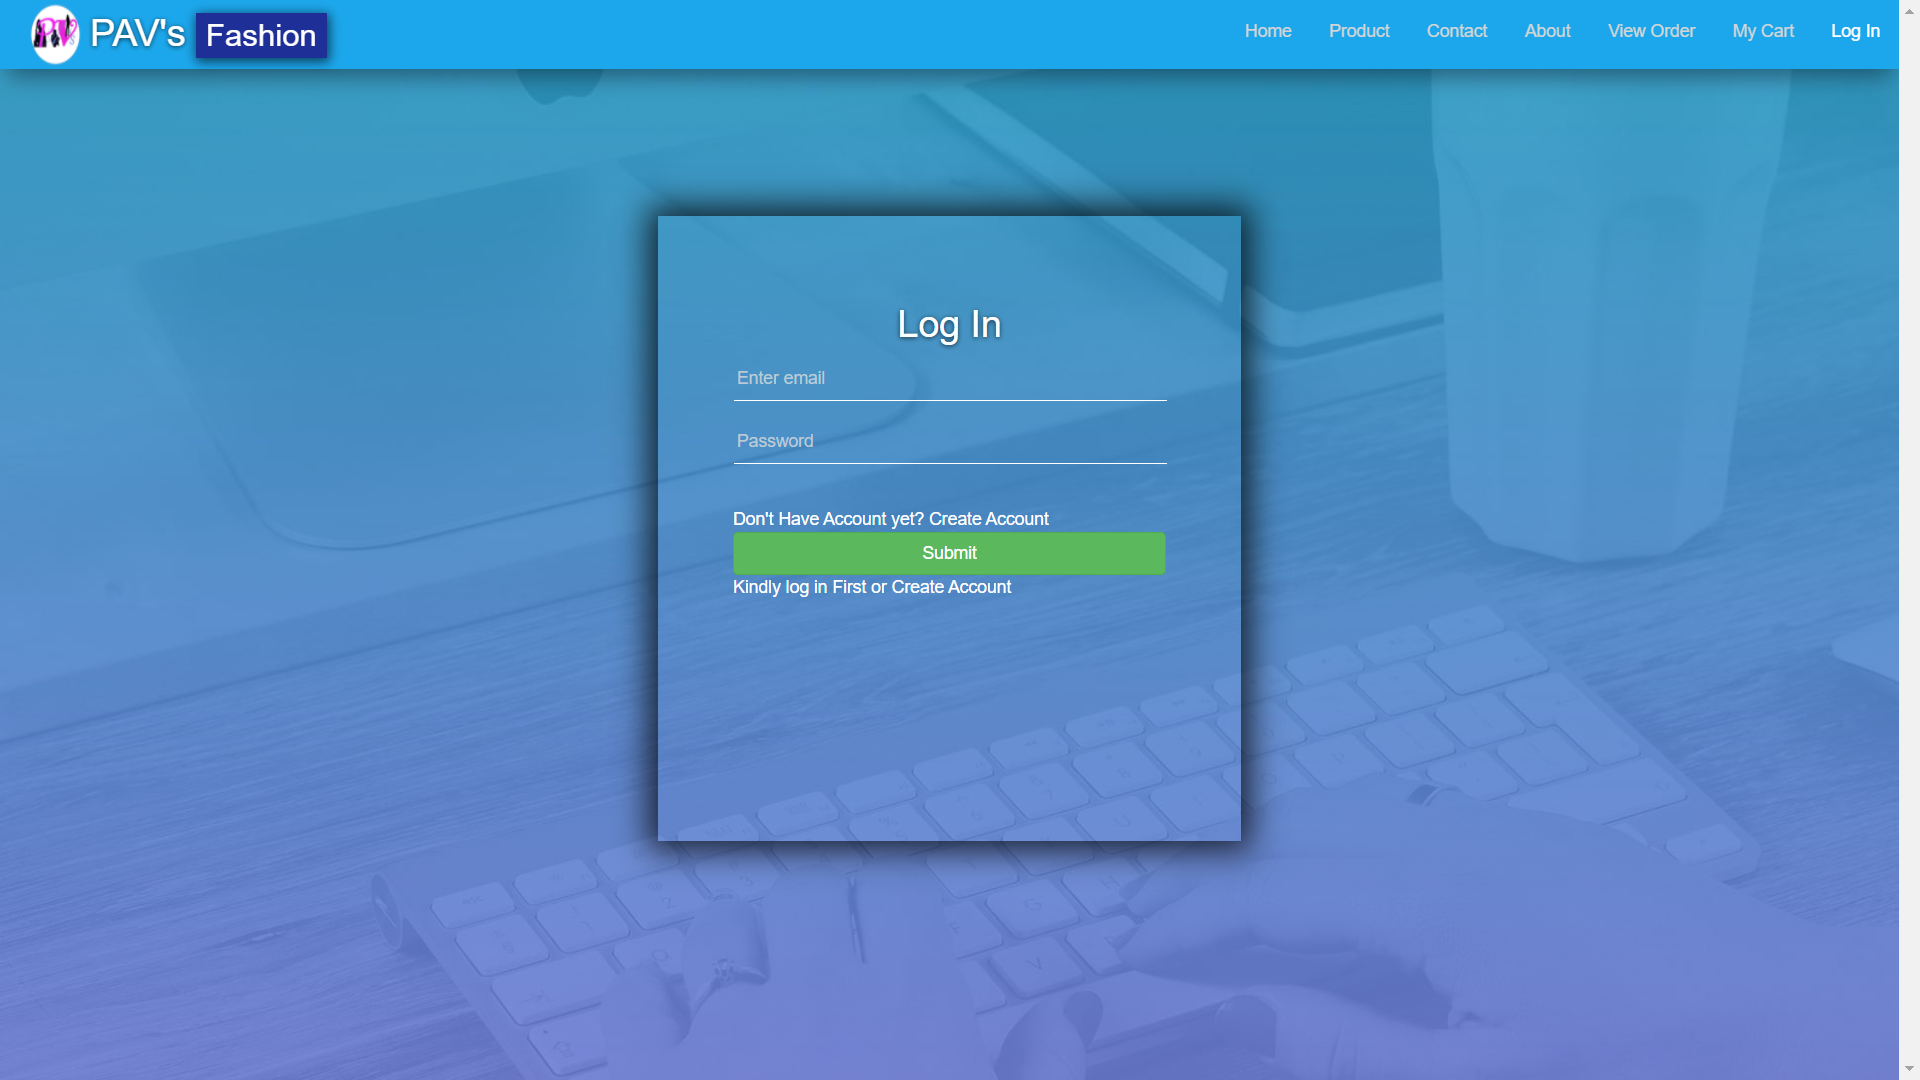 PAV's Fashion
Home Product Contact About View Order My Cart Log In
Log In
Enter email
Password
Don't Have Account yet? Create Account
Submit
Kindly log in First or Create Account